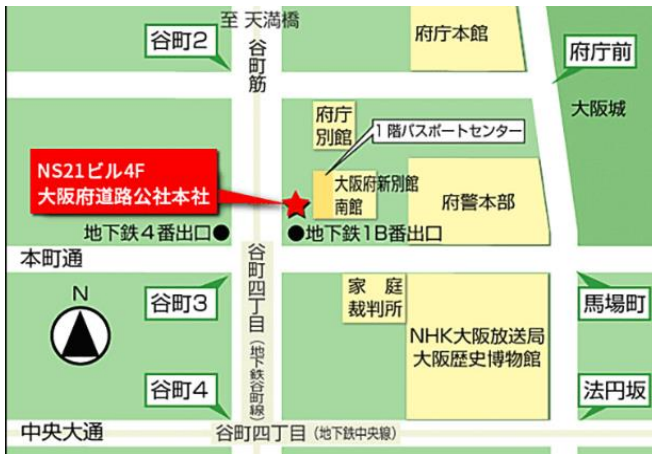 至 天満橋
谷町2
谷町筋
府庁本館
府庁前
大阪城
府庁
別館
1階パスポートセンター
NS21ビル4F
大阪府道路公社本社
大阪府新別館
南館
府警本部
地下鉄4番出口
地下鉄1B番出口
本町通
N
谷町3
谷町四丁目(地下鉄谷町線)
家 庭
裁判所
NHK大阪放送局
大阪歴史博物館
馬場町
谷町4
法円坂
中央大通
谷町四丁目(地下鉄中央線)